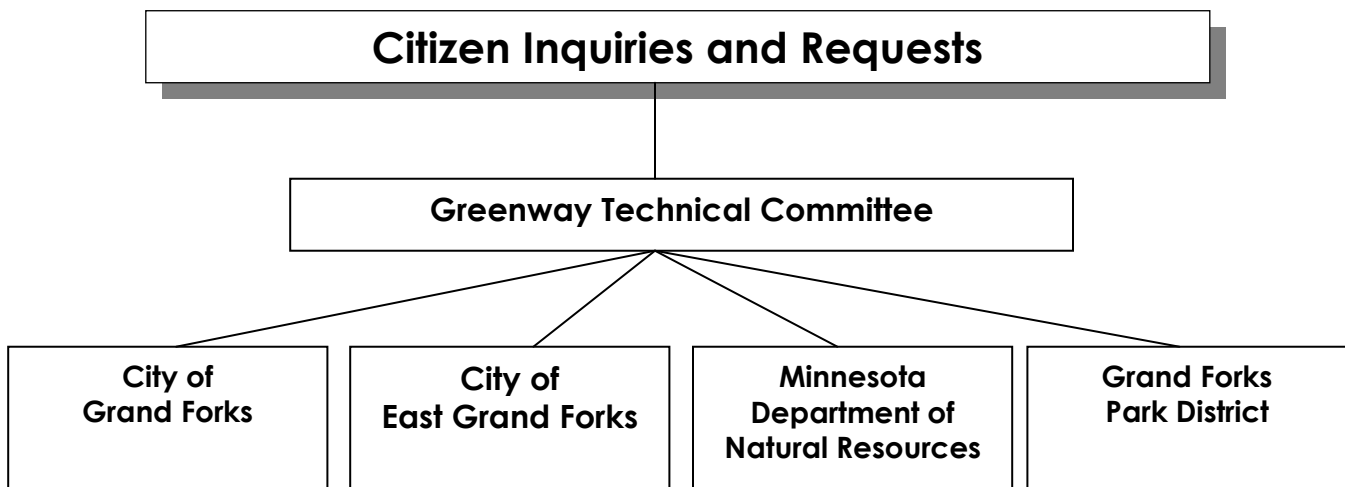 Citizen Inquiries and Requests
Greenway Technical Committee
City of
Grand Forks
City of
East Grand Forks
Minnesota
Department of
Natural Resources
Grand Forks
Park District